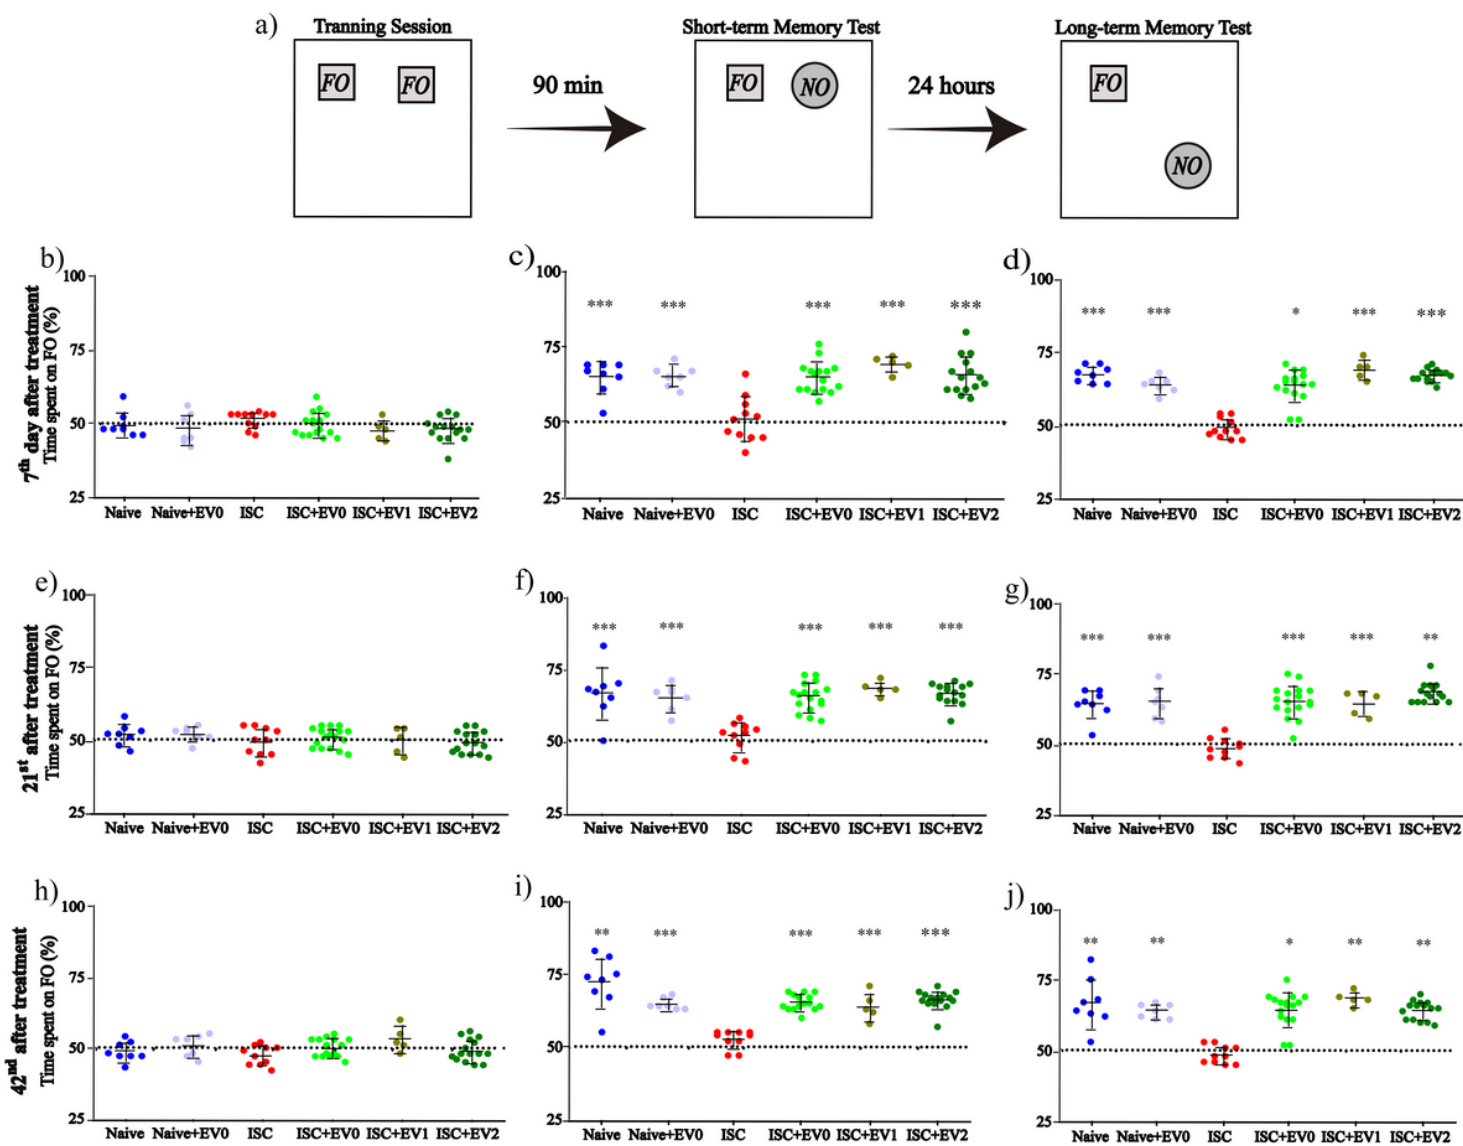 a)
Tranning Session
Short-term Memory Test
Long-term Memory Test
FO
FO
90 min
FO
NO
24 hours
FO
NO
7th day after treatment
Time spent on FO (%)
b)
100
75
50
25
Naive Naive+EV0 ISC ISC+EV0 ISC+EV1 ISC+EV2
c)
100
75
50
25
*** *** *** *** ***
Naive Naive+EV0 ISC ISC+EV0 ISC+EV1 ISC+EV2
d)
100
75
50
25
*** *** * *** ***
Naive Naive+EV0 ISC ISC+EV0 ISC+EV1 ISC+EV2
21st after treatment
Time spent on FO (%)
e)
100
75
50
25
Naive Naive+EV0 ISC ISC+EV0 ISC+EV1 ISC+EV2
f)
100
75
50
25
*** *** *** *** ***
Naive Naive+EV0 ISC ISC+EV0 ISC+EV1 ISC+EV2
g)
100
75
50
25
*** *** *** *** **
Naive Naive+EV0 ISC ISC+EV0 ISC+EV1 ISC+EV2
42nd after treatment
Time spent on FO (%)
h)
100
75
50
25
Naive Naive+EV0 ISC ISC+EV0 ISC+EV1 ISC+EV2
i)
100
75
50
25
** *** *** *** ***
Naive Naive+EV0 ISC ISC+EV0 ISC+EV1 ISC+EV2
j)
100
75
50
25
** ** * ** **
Naive Naive+EV0 ISC ISC+EV0 ISC+EV1 ISC+EV2